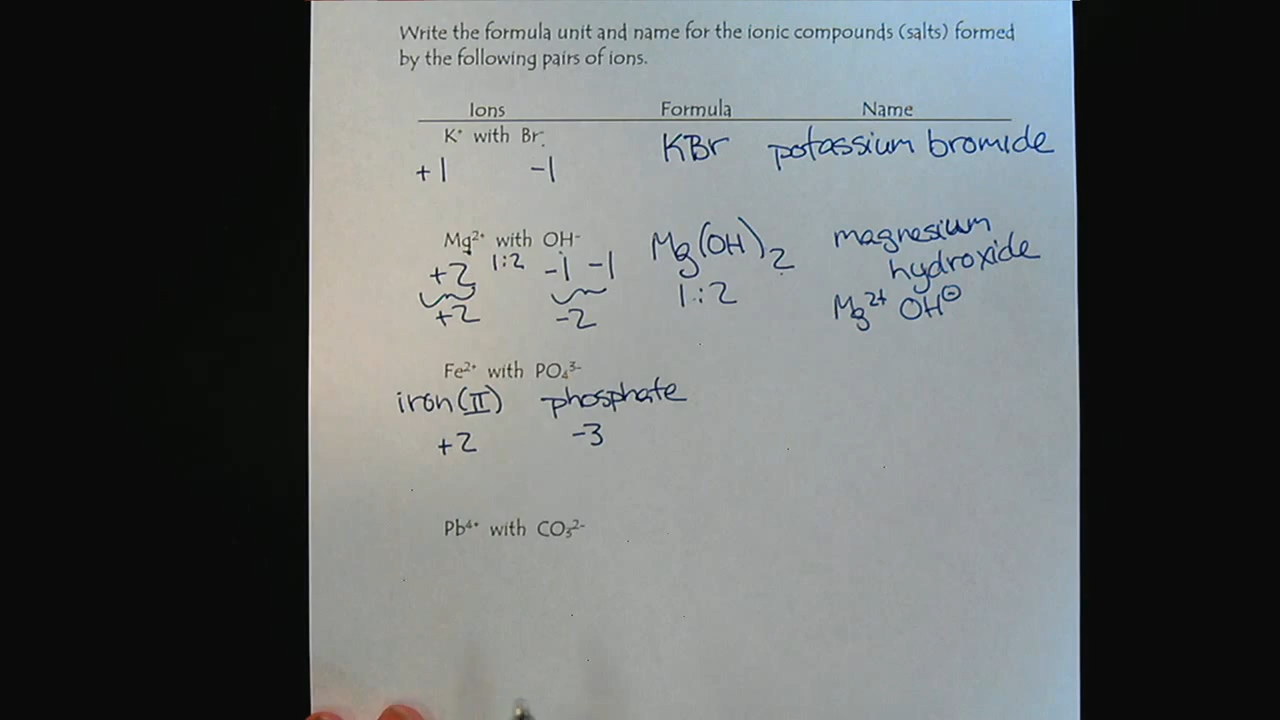 Write the formula unit and name for the ionic compounds (salts) formed
by the following pairs of ions.
Ions Formula Name
K⁺ with Br⁻ KBr potassium bromide
+1 -1
Mg²⁺ with OH⁻ Mg(OH)₂ magnesium
hydroxide
+2 1:2 -1 -1
+2 -2 1:2 Mg²⁺ OH⊖
Fe²⁺ with PO₄³⁻
iron (II) phosphate
+2 -3
Pb⁴⁺ with CO₃²⁻